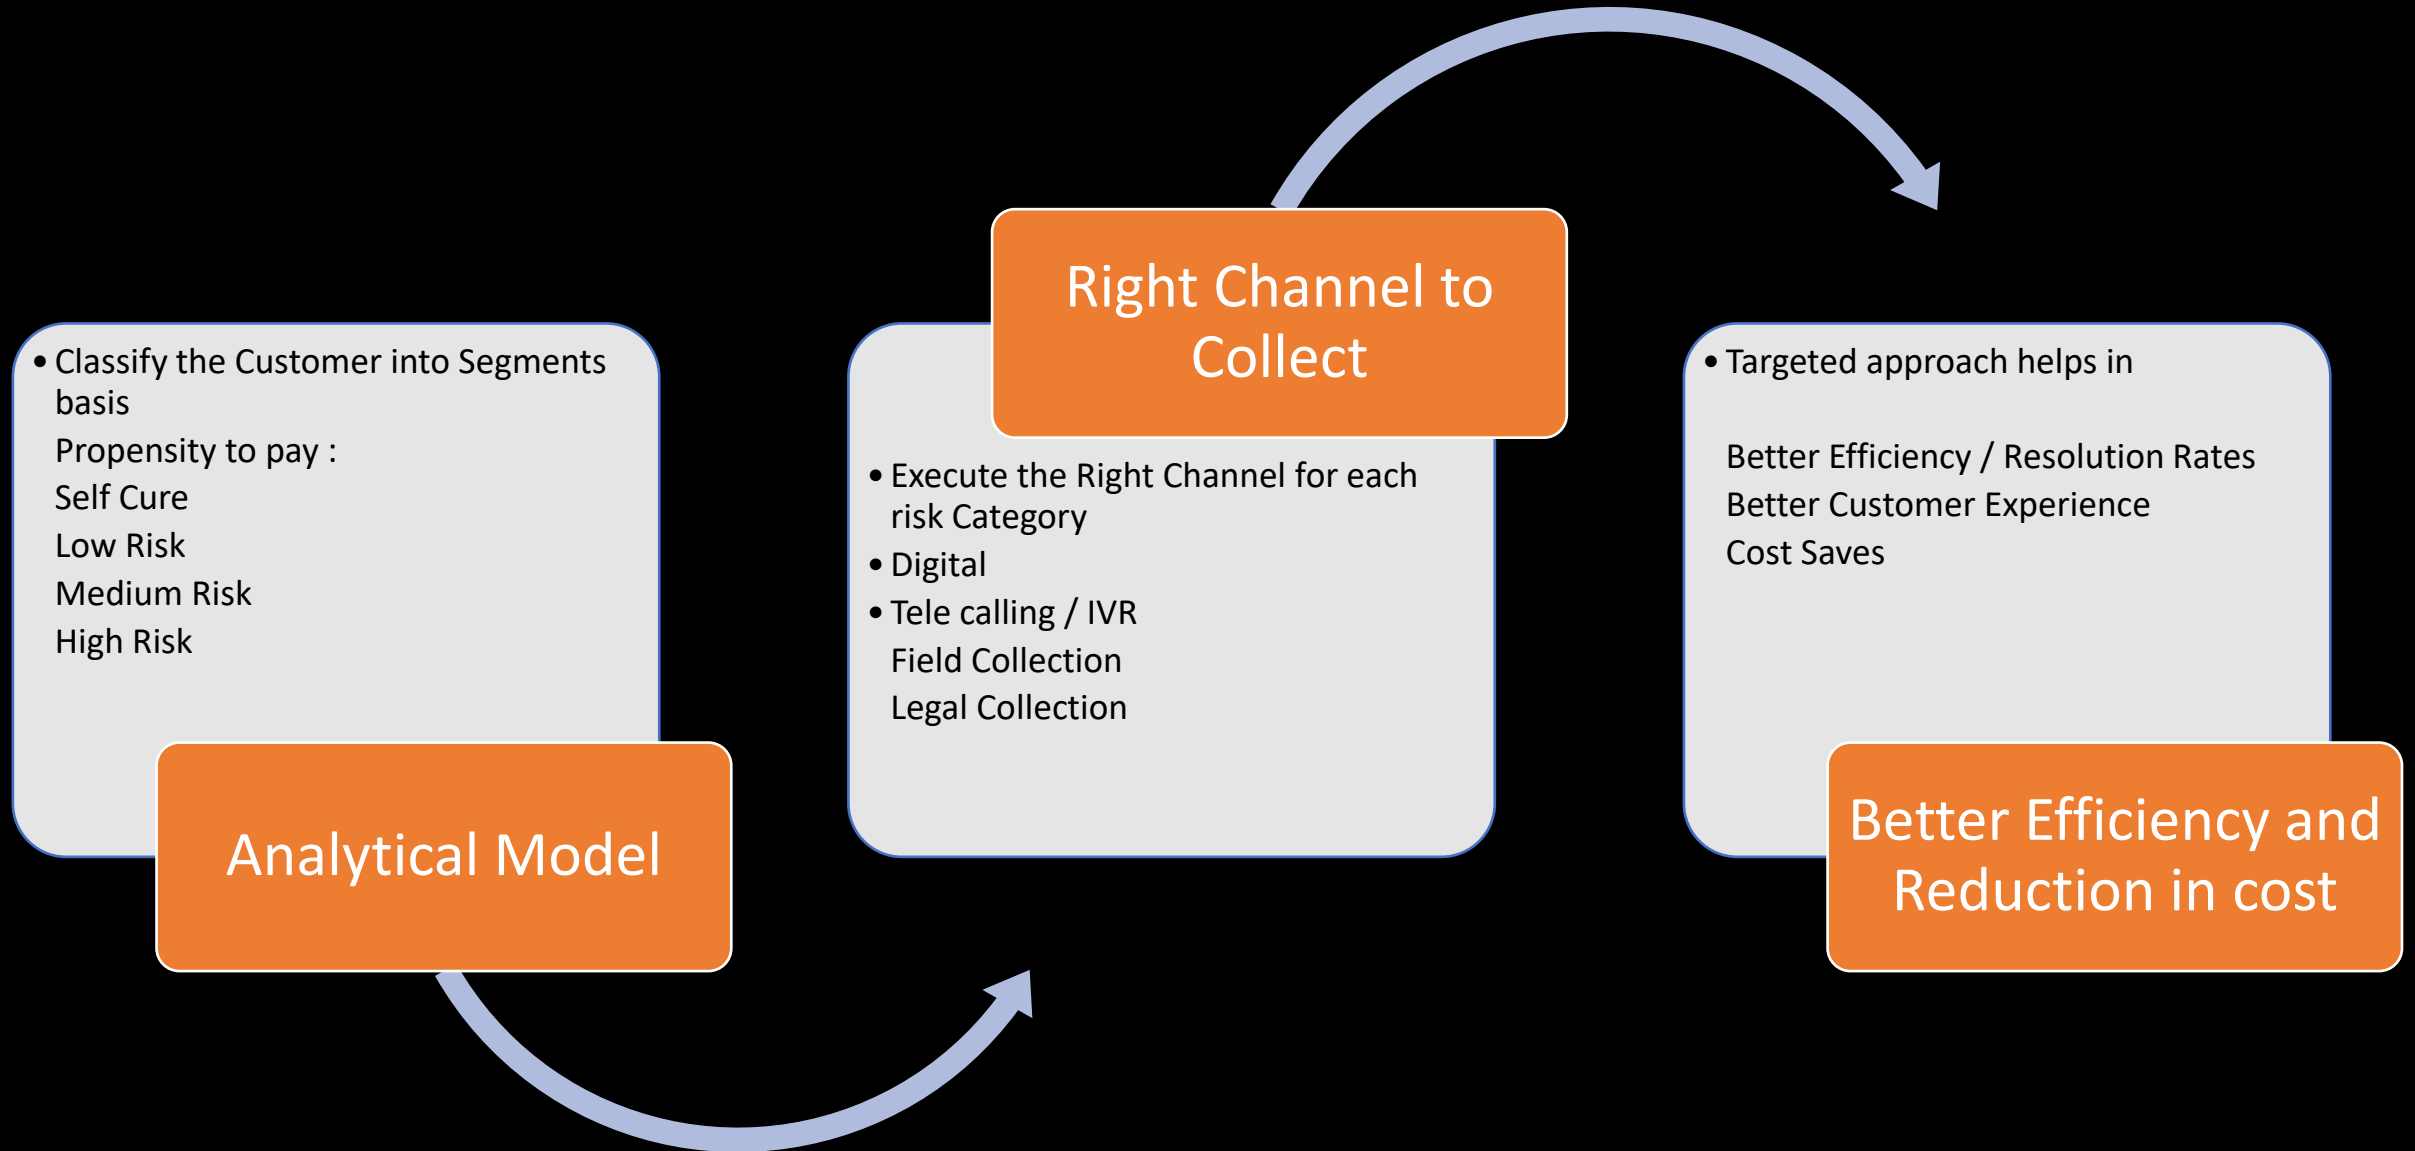 • Classify the Customer into Segments
basis
Propensity to pay :
Self Cure
Low Risk
Medium Risk
High Risk
Analytical Model
Right Channel to
Collect
• Execute the Right Channel for each
risk Category
• Digital
• Tele calling / IVR
Field Collection
Legal Collection
• Targeted approach helps in
Better Efficiency / Resolution Rates
Better Customer Experience
Cost Saves
Better Efficiency and
Reduction in cost